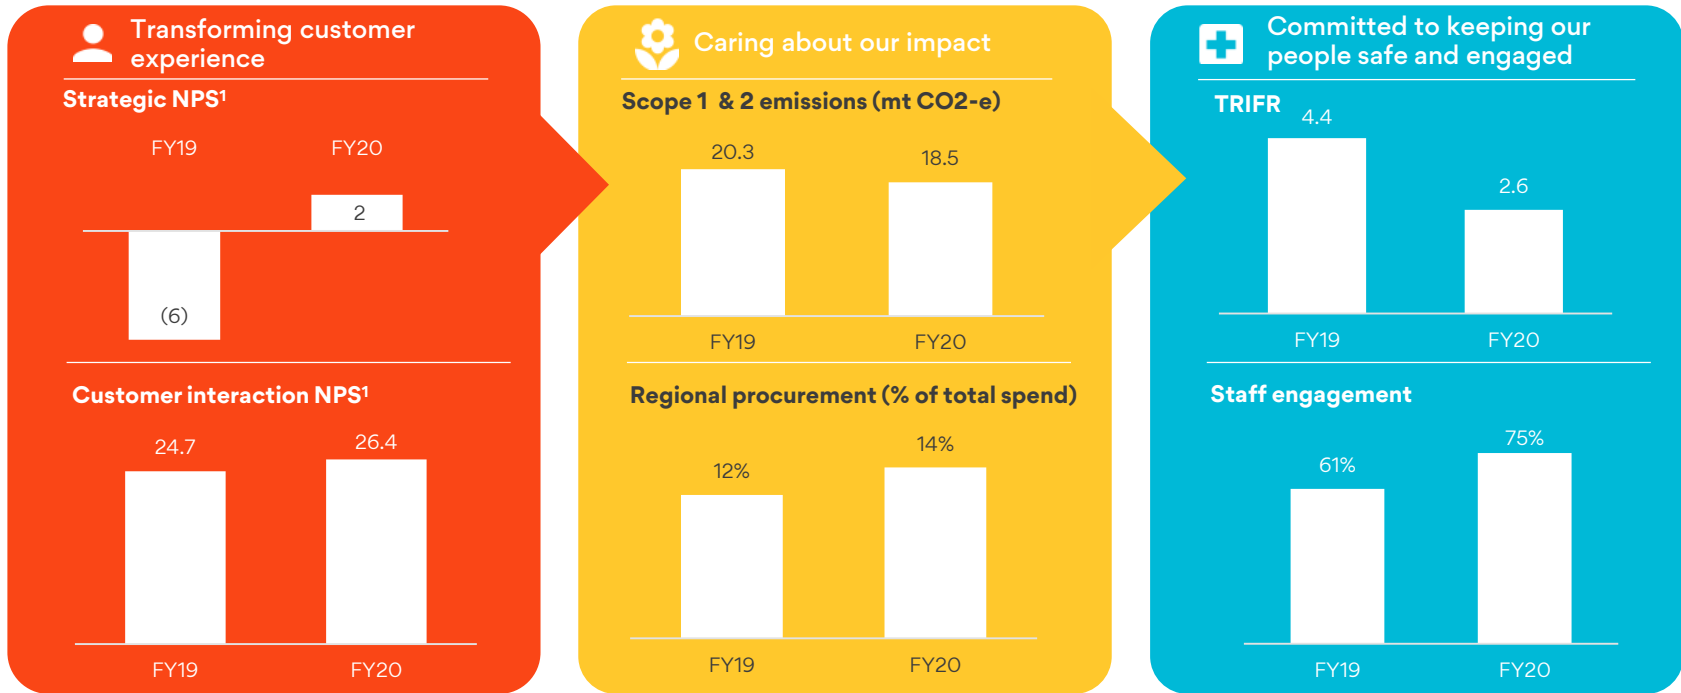 Transforming customer
experience
Strategic NPS¹
FY19 FY20
2
(6)
Customer interaction NPS¹
24.7 26.4
FY19 FY20
Caring about our impact
Scope 1 & 2 emissions (mt CO2-e)
20.3 18.5
FY19 FY20
Regional procurement (% of total spend)
12% 14%
FY19 FY20
Committed to keeping our
people safe and engaged
TRIFR
4.4
2.6
FY19 FY20
Staff engagement
61% 75%
FY19 FY20